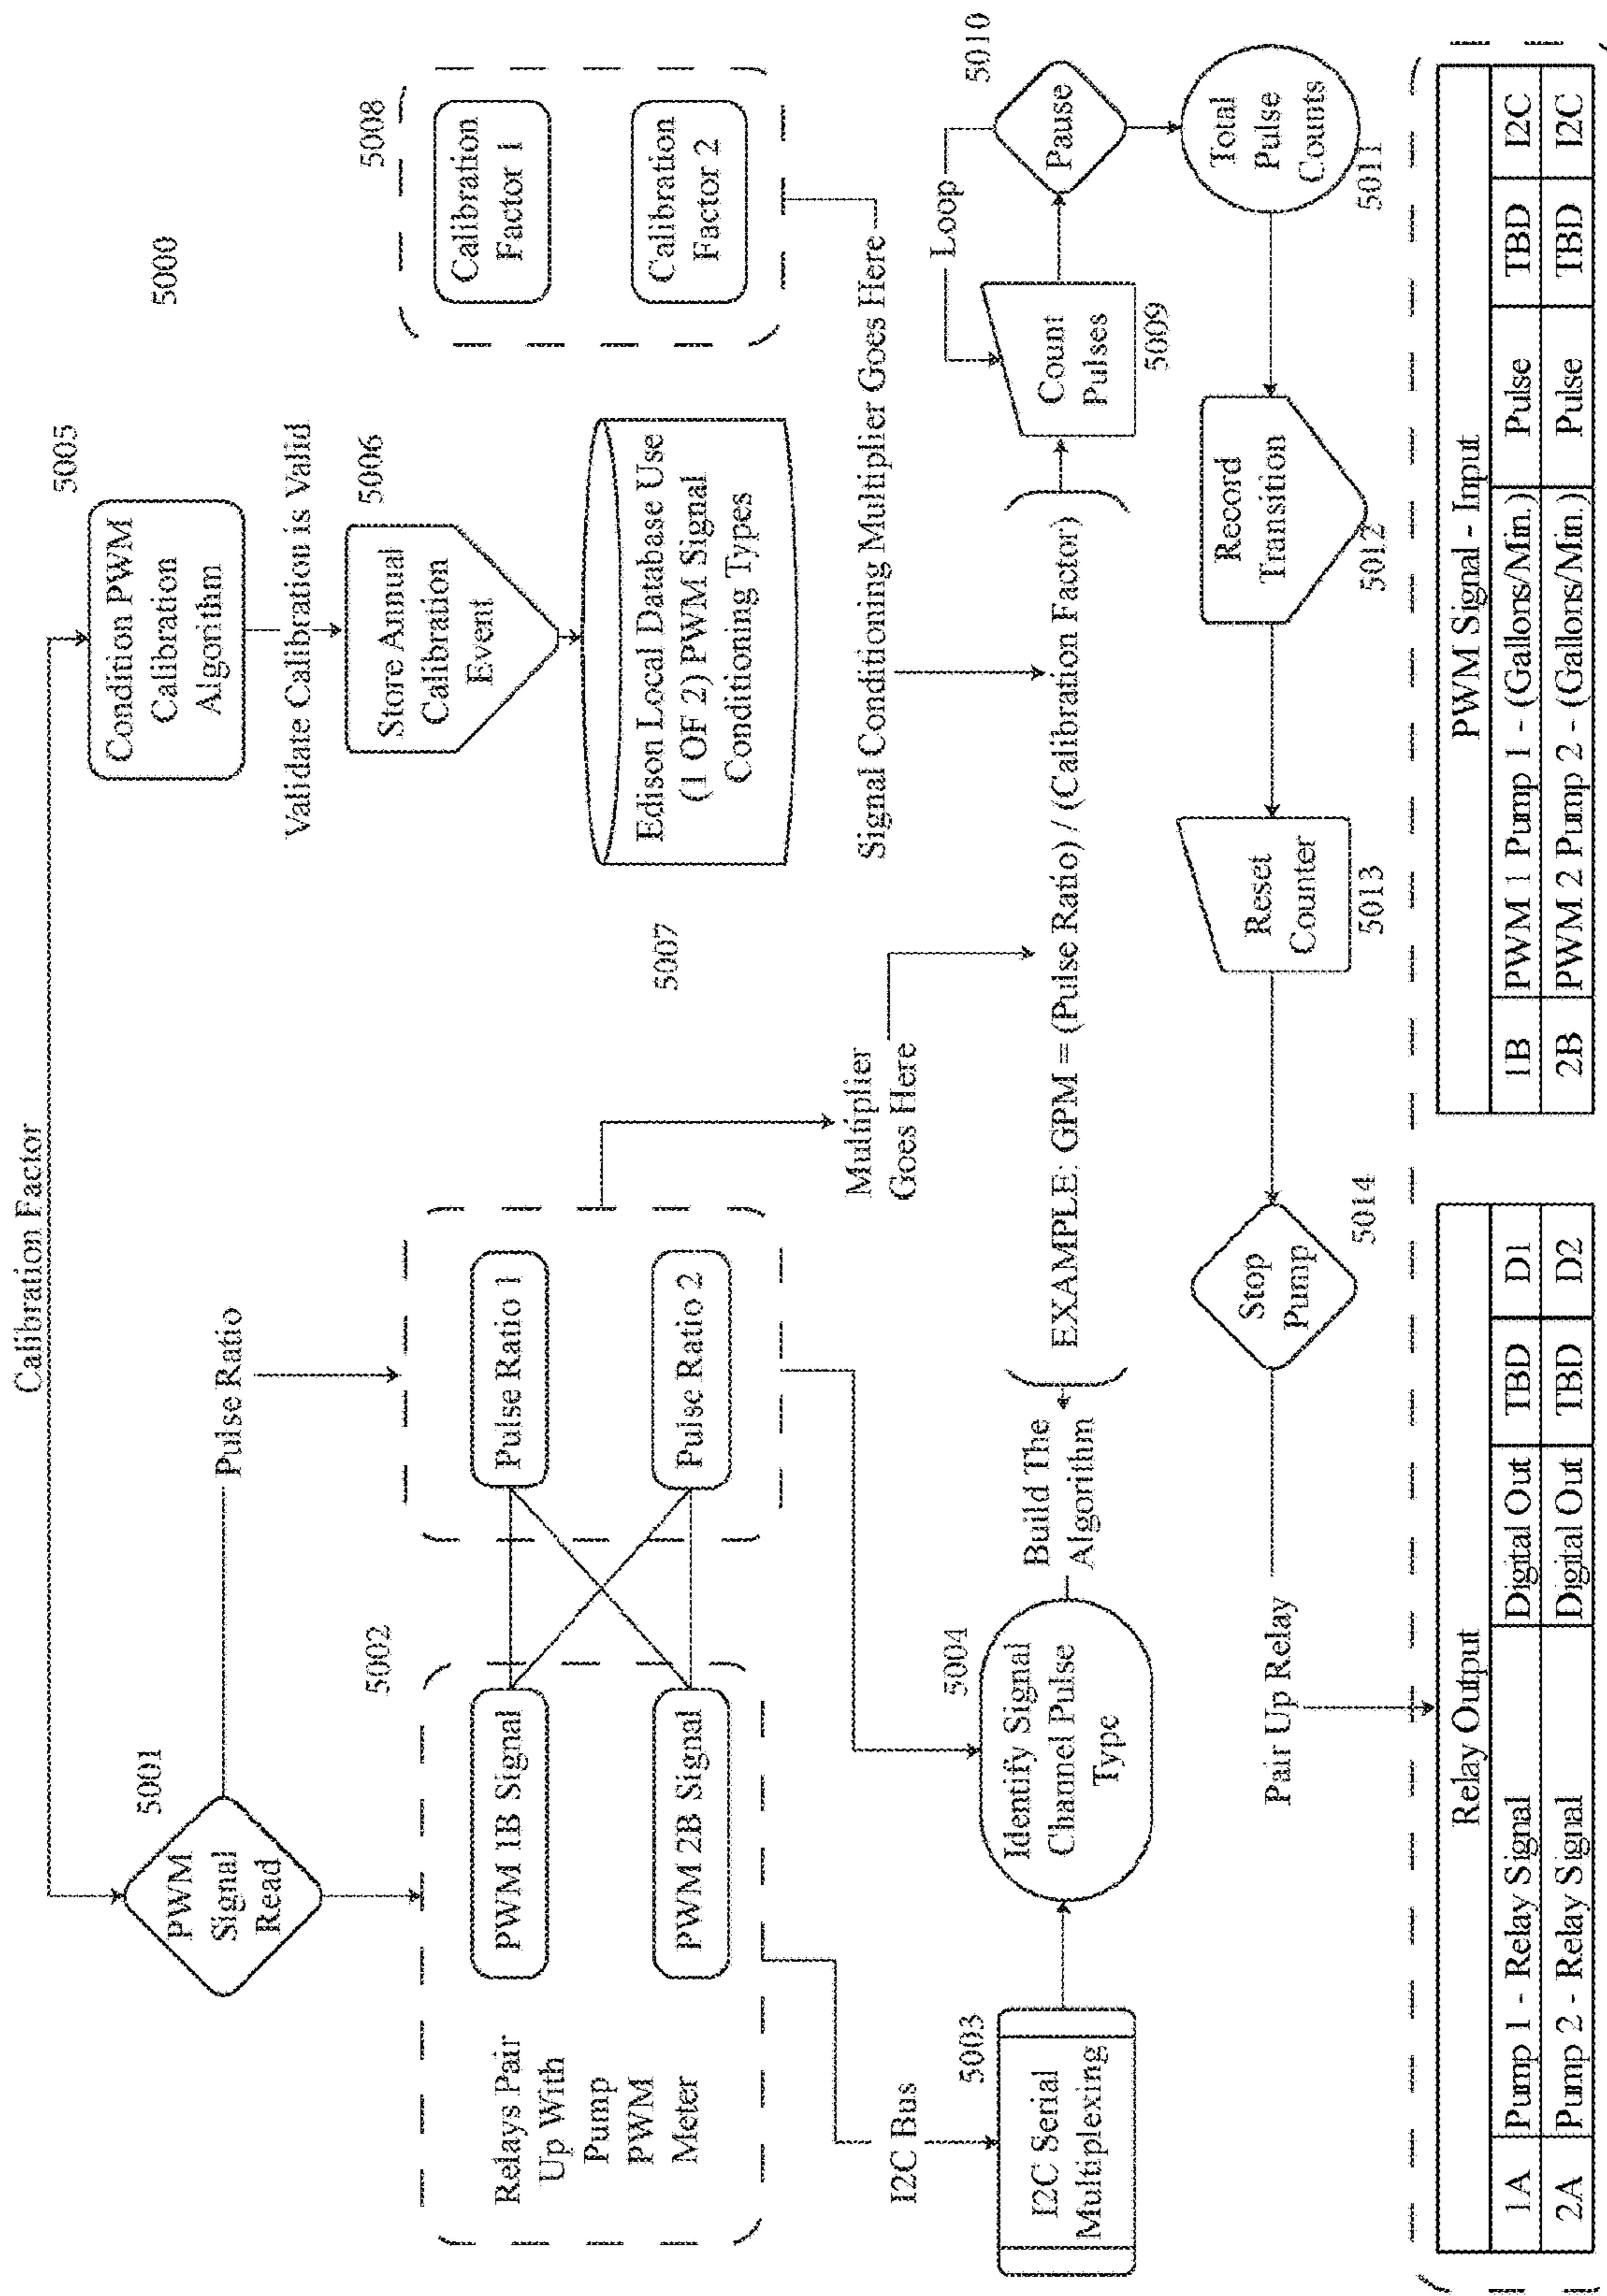 Calibration Factor
5000
5001
PWM
Signal
Read
Pulse Ratio
5005
Condition PWM
Calibration
Algorithm
Validate Calibration is Valid
5006
Store Annual
Calibration
Event
5007
Edison Local Database Use
(1 OF 2) PWM Signal
Conditioning Types
5008
Calibration
Factor 1
Calibration
Factor 2
5002
Relays Pair
Up With
Pump
PWM
Meter
PWM 1B Signal
PWM 2B Signal
Pulse Ratio 1
Pulse Ratio 2
Multiplier
Goes Here
Signal Conditioning Multiplier Goes Here
I2C Bus
5003
I2C Serial
Multiplexing
5004
Identify Signal
Channel Pulse
Type
Build The
Algorithm
EXAMPLE: GPM = (Pulse Ratio) / (Calibration Factor)
Loop
Count
Pulses
5009
5010
Pause
Total
Pulse
Counts
5011
Record
Transition
5012
Reset
Counter
5013
Stop
Pump
5014
Pair Up Relay
Relay Output
1A Pump 1 - Relay Signal Digital Out TBD D1
2A Pump 2 - Relay Signal Digital Out TBD D2
PWM Signal - Input
1B PWM 1 Pump 1 - (Gallons/Min.) Pulse TBD I2C
2B PWM 2 Pump 2 - (Gallons/Min.) Pulse TBD I2C